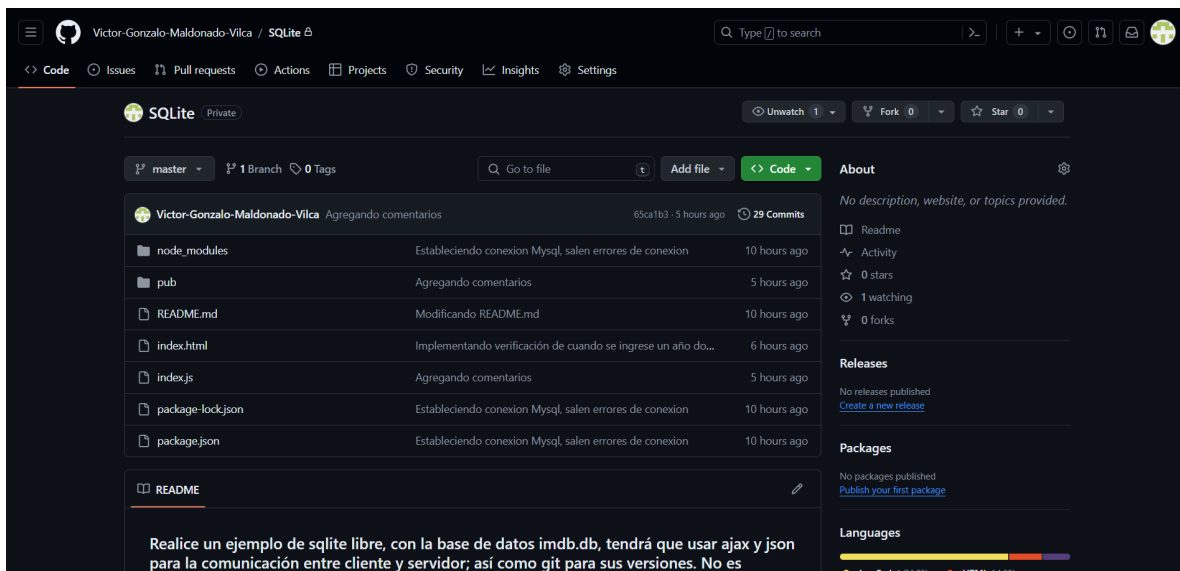 Victor-Gonzalo-Maldonado-Vilca / SQLite
Type / to search
Code Issues Pull requests Actions Projects Security Insights Settings
SQLite Private
Unwatch 1 Fork 0 Star 0
master 1 Branch 0 Tags
Go to file t Add file Code
Victor-Gonzalo-Maldonado-Vilca Agregando comentarios 65ca1b3 · 5 hours ago 29 Commits
node_modules Estableciendo conexion Mysql, salen errores de conexion 10 hours ago
pub Agregando comentarios 5 hours ago
README.md Modificando README.md 10 hours ago
index.html Implementando verificación de cuando se ingrese un año do... 6 hours ago
index.js Agregando comentarios 5 hours ago
package-lock.json Estableciendo conexion Mysql, salen errores de conexion 10 hours ago
package.json Estableciendo conexion Mysql, salen errores de conexion 10 hours ago
README
Realice un ejemplo de sqlite libre, con la base de datos imdb.db, tendrá que usar ajax y json
para la comunicación entre cliente y servidor; así como git para sus versiones. No es
About
No description, website, or topics provided.
Readme
Activity
0 stars
1 watching
0 forks
Releases
No releases published
Create a new release
Packages
No packages published
Publish your first package
Languages